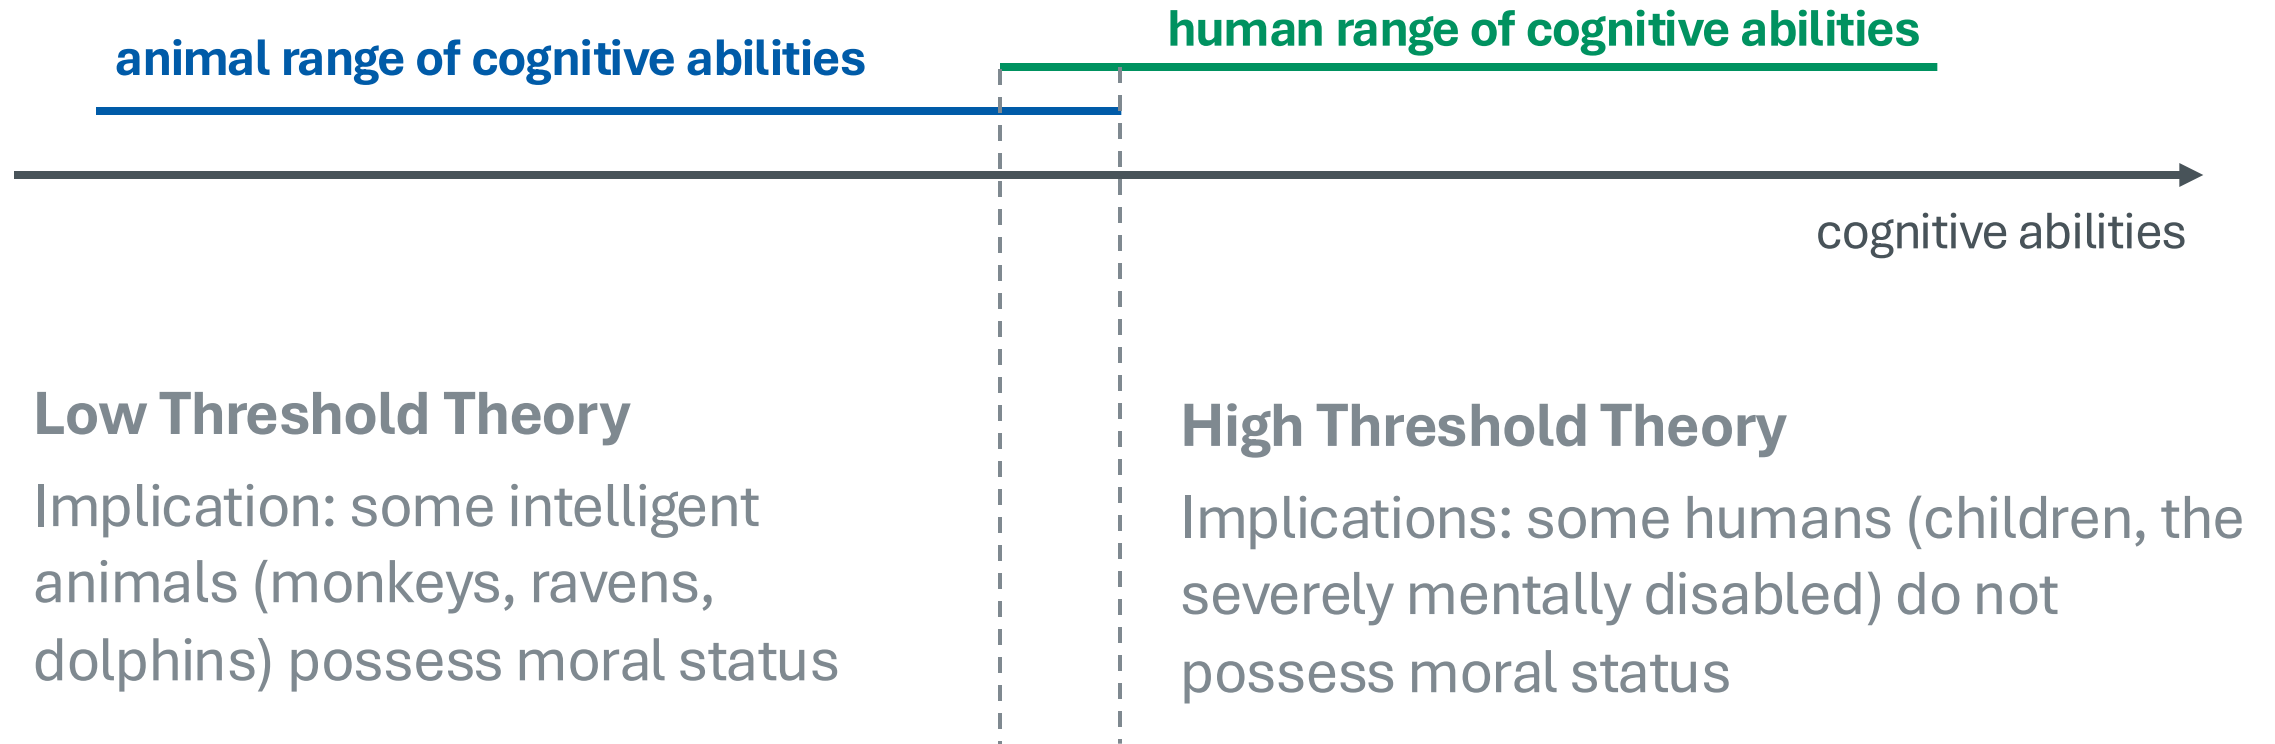 human range of cognitive abilities
animal range of cognitive abilities
cognitive abilities
Low Threshold Theory
Implication: some intelligent
animals (monkeys, ravens,
dolphins) possess moral status
High Threshold Theory
Implications: some humans (children, the
severely mentally disabled) do not
possess moral status